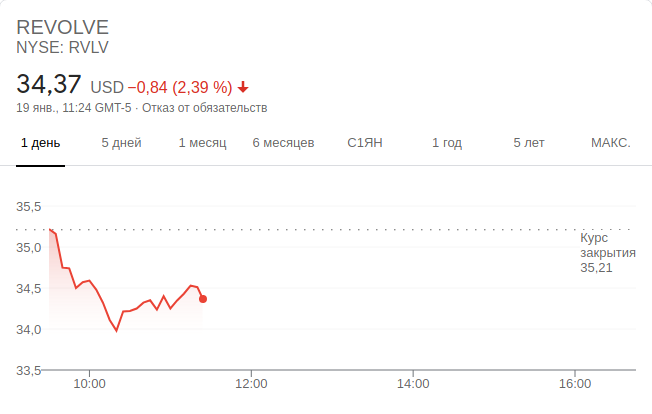 REVOLVE
NYSE: RVLV
34,37 USD −0,84 (2,39 %)
19 янв., 11:24 GMT-5 · Отказ от обязательств
1 день 5 дней 1 месяц 6 месяцев С1ЯН 1 год 5 лет МАКС.
35,5
35,0
34,5
34,0
33,5
Курс
закрытия
35,21
10:00 12:00 14:00 16:00